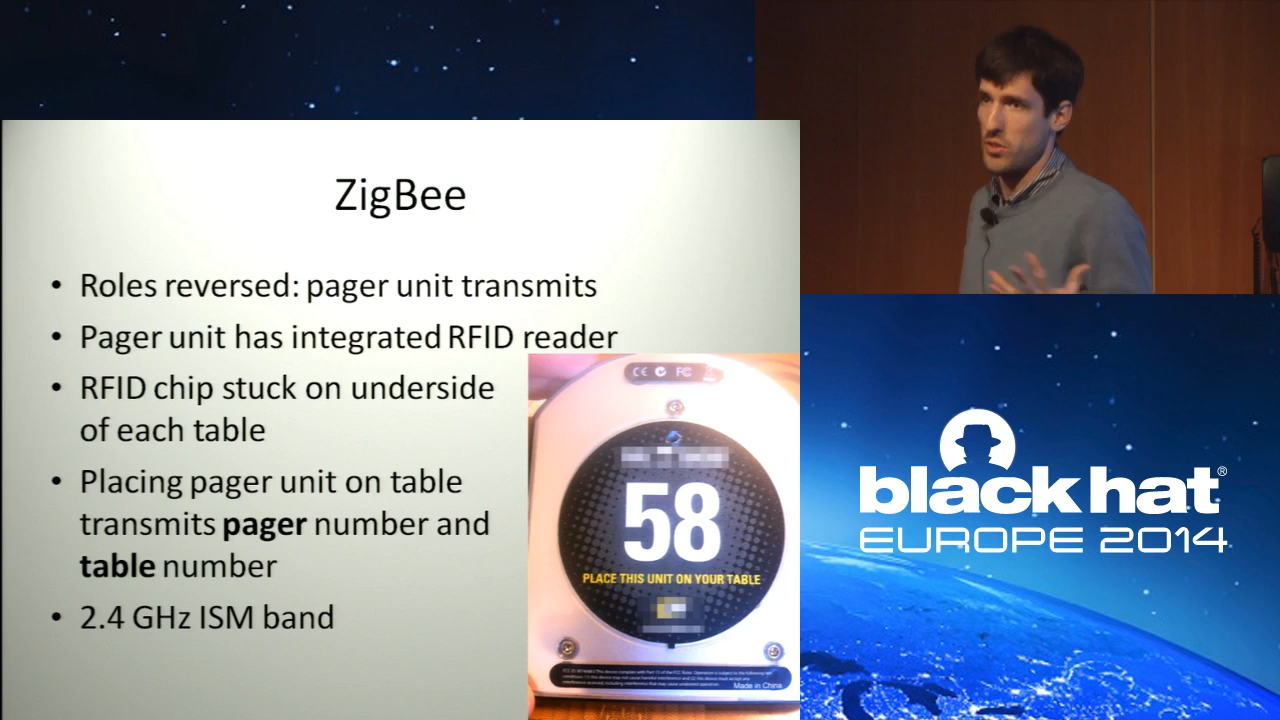 ZigBee
• Roles reversed: pager unit transmits
• Pager unit has integrated RFID reader
• RFID chip stuck on underside
of each table
• Placing pager unit on table
transmits pager number and
table number
• 2.4 GHz ISM band
CE FC
58
PLACE THIS UNIT ON YOUR TABLE
Made in China
black hat®
EUROPE 2014